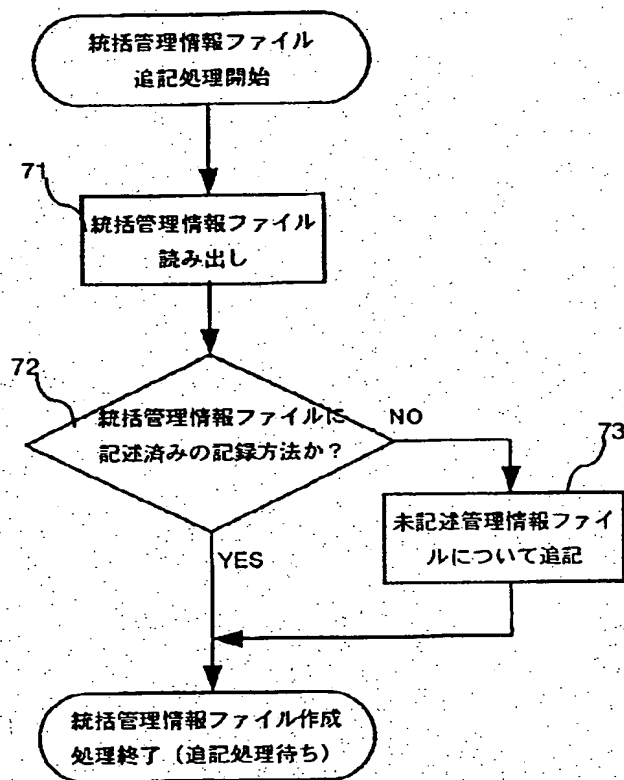 統括管理情報ファイル
追記処理開始
71
統括管理情報ファイル
読み出し
72
統括管理情報ファイルに
記述済みの記録方法か?
NO
73
未記述管理情報ファイ
ルについて追記
YES
統括管理情報ファイル作成
処理終了(追記処理待ち)